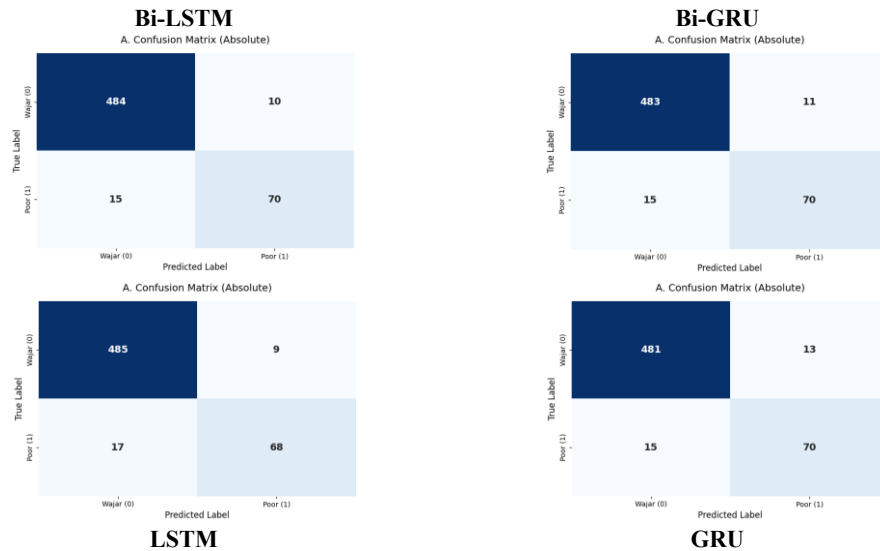 Bi-LSTM
A. Confusion Matrix (Absolute)
True Label
Wajar (0)
484
10
Poor (1)
15
70
Wajar (0)
Poor (1)
Predicted Label
Bi-GRU
A. Confusion Matrix (Absolute)
True Label
Wajar (0)
483
11
Poor (1)
15
70
Wajar (0)
Poor (1)
Predicted Label
A. Confusion Matrix (Absolute)
True Label
Wajar (0)
485
9
Poor (1)
17
68
Wajar (0)
Poor (1)
Predicted Label
LSTM
A. Confusion Matrix (Absolute)
True Label
Wajar (0)
481
13
Poor (1)
15
70
Wajar (0)
Poor (1)
Predicted Label
GRU